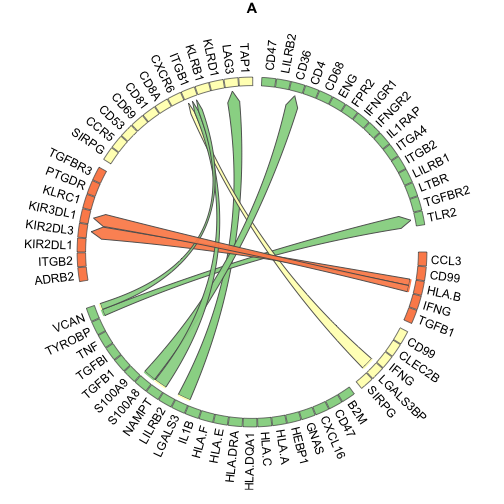 A
SIRPG
CCR5
CD53
CD69
CD81
CD8A
CXCR6
ITGB1
KLRB1
KLRD1
LAG3
TAP1
CD47
LILRB2
CD36
CD4
CD68
ENG
FPR2
IFNGR1
IFNGR2
IL1RAP
ITGA4
ITGB2
LILRB1
LTBR
TGFBR2
TLR2
CCL3
CD99
HLA.B
IFNG
TGFB1
CD99
CLEC2B
IFNG
LGALS3BP
SIRPG
B2M
CD47
CXCL16
GNAS
HEBP1
HLA.A
HLA.C
HLA.DQA1
HLA.DRA
HLA.E
HLA.F
IL1B
LGALS3
LILRB2
NAMPT
S100A8
S100A9
TGFB1
TGFBI
TNF
TYROBP
VCAN
ADRB2
ITGB2
KIR2DL1
KIR2DL3
KIR3DL1
KLRC1
PTGDR
TGFBR3